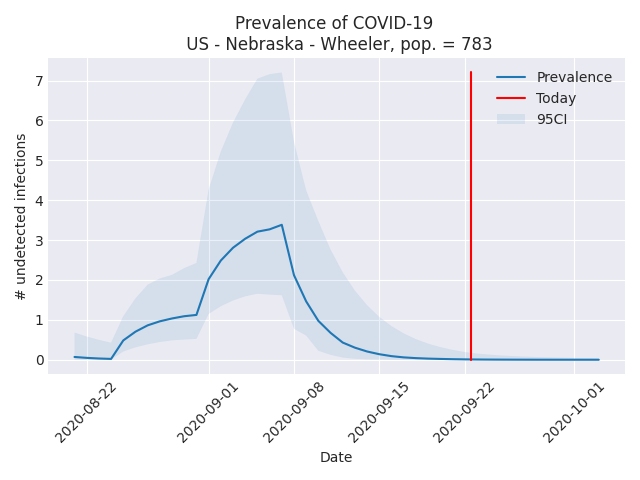 Prevalence of COVID-19
US - Nebraska - Wheeler, pop. = 783
Prevalence
Today
95CI
# undetected infections
7
6
5
4
3
2
1
0
2020-08-22
2020-09-01
2020-09-08
2020-09-15
2020-09-22
2020-10-01
Date